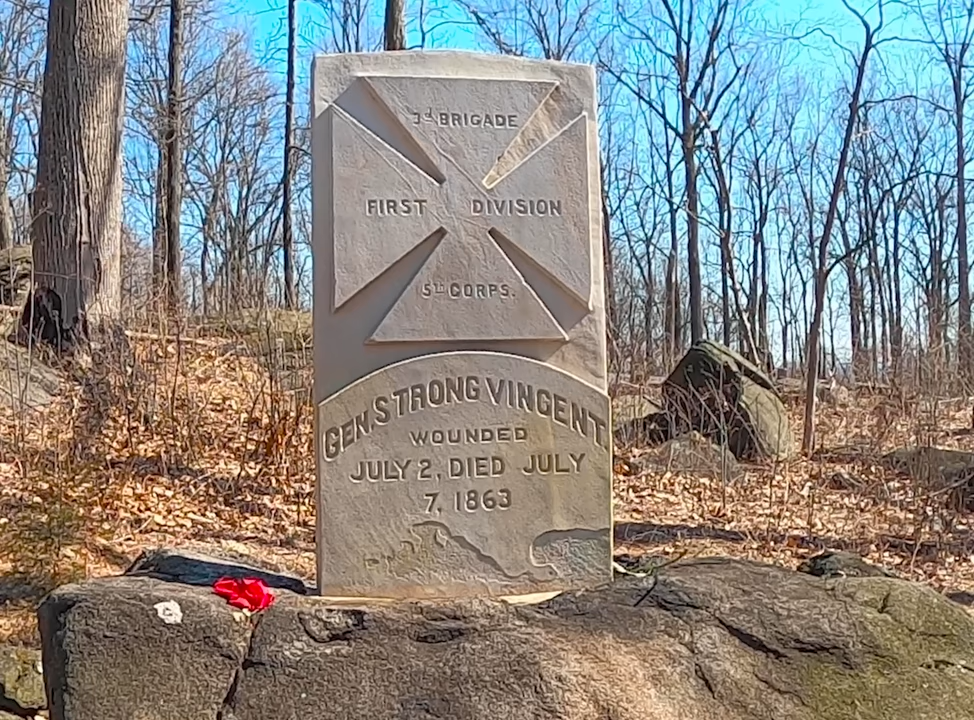 3d BRIGADE
FIRST DIVISION
5th CORPS.
GEN. STRONG VINCENT.
WOUNDED
JULY 2, DIED JULY
7, 1863